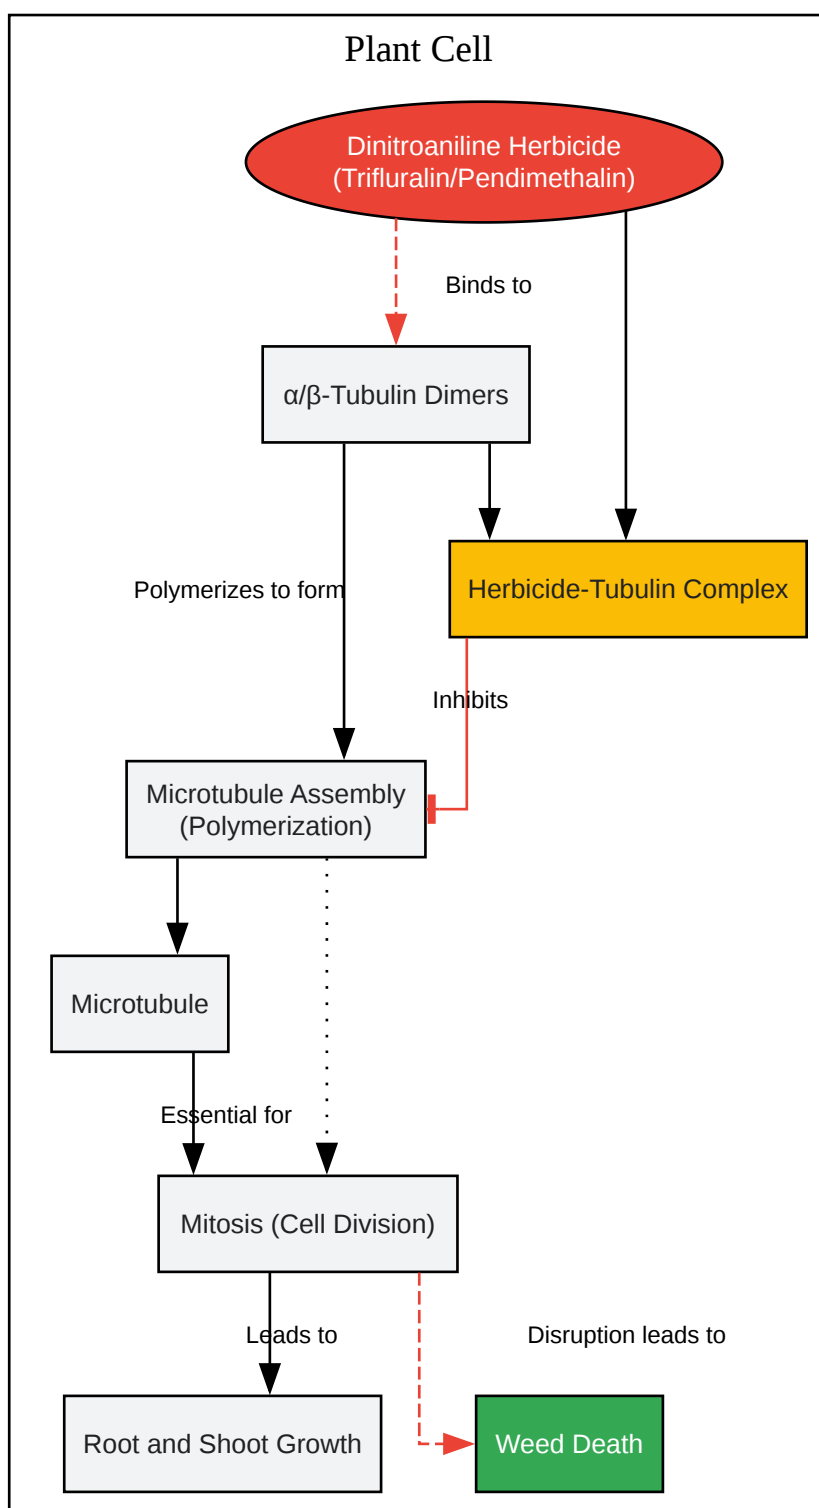 Plant Cell
Dinitroaniline Herbicide
(Trifluralin/Pendimethalin)
Binds to
α/β-Tubulin Dimers
Polymerizes to form
Herbicide-Tubulin Complex
Inhibits
Microtubule Assembly
(Polymerization)
Microtubule
Essential for
Mitosis (Cell Division)
Leads to
Disruption leads to
Root and Shoot Growth
Weed Death